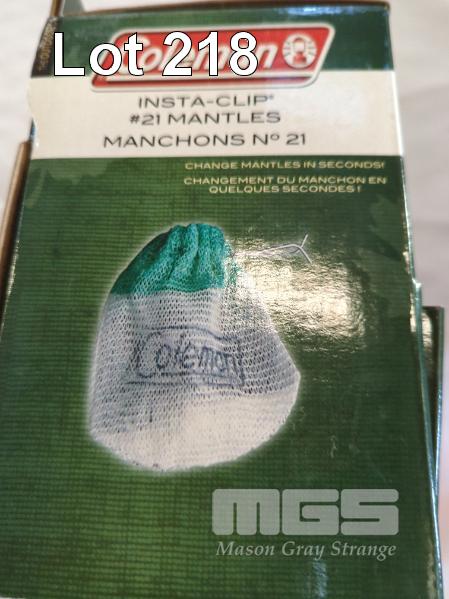 Lot 218
Coleman
INSTA-CLIP®
#21 MANTLES
MANCHONS Nº 21
CHANGE MANTLES IN SECONDS!
CHANGEMENT DU MANCHON EN
QUELQUES SECONDES !
Coleman
MGS
Mason Gray Strange